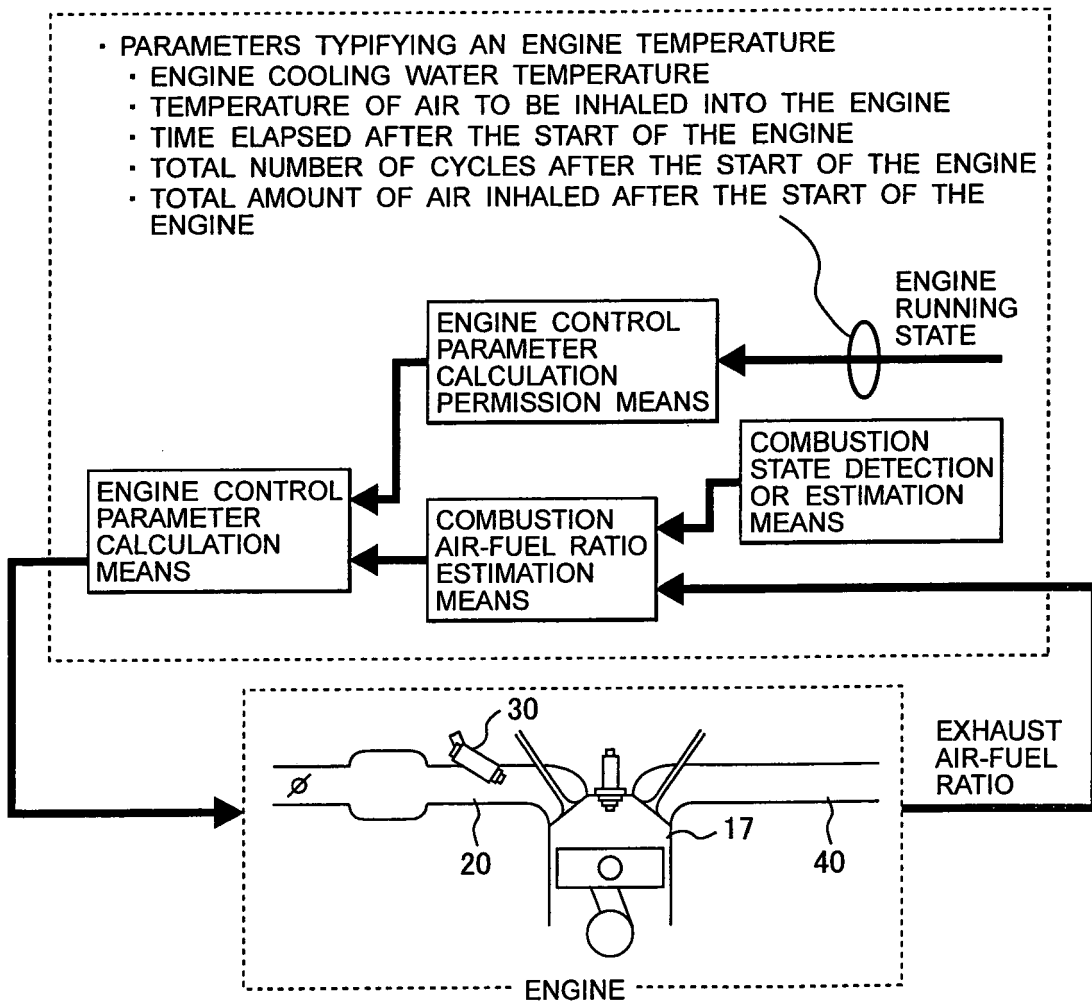 · PARAMETERS TYPIFYING AN ENGINE TEMPERATURE
· ENGINE COOLING WATER TEMPERATURE
· TEMPERATURE OF AIR TO BE INHALED INTO THE ENGINE
· TIME ELAPSED AFTER THE START OF THE ENGINE
· TOTAL NUMBER OF CYCLES AFTER THE START OF THE ENGINE
· TOTAL AMOUNT OF AIR INHALED AFTER THE START OF THE
ENGINE
ENGINE
RUNNING
STATE
ENGINE CONTROL
PARAMETER
CALCULATION
PERMISSION MEANS
COMBUSTION
STATE DETECTION
OR ESTIMATION
MEANS
ENGINE CONTROL
PARAMETER
CALCULATION
MEANS
COMBUSTION
AIR-FUEL RATIO
ESTIMATION
MEANS
30
EXHAUST
AIR-FUEL
RATIO
20
17
40
ENGINE